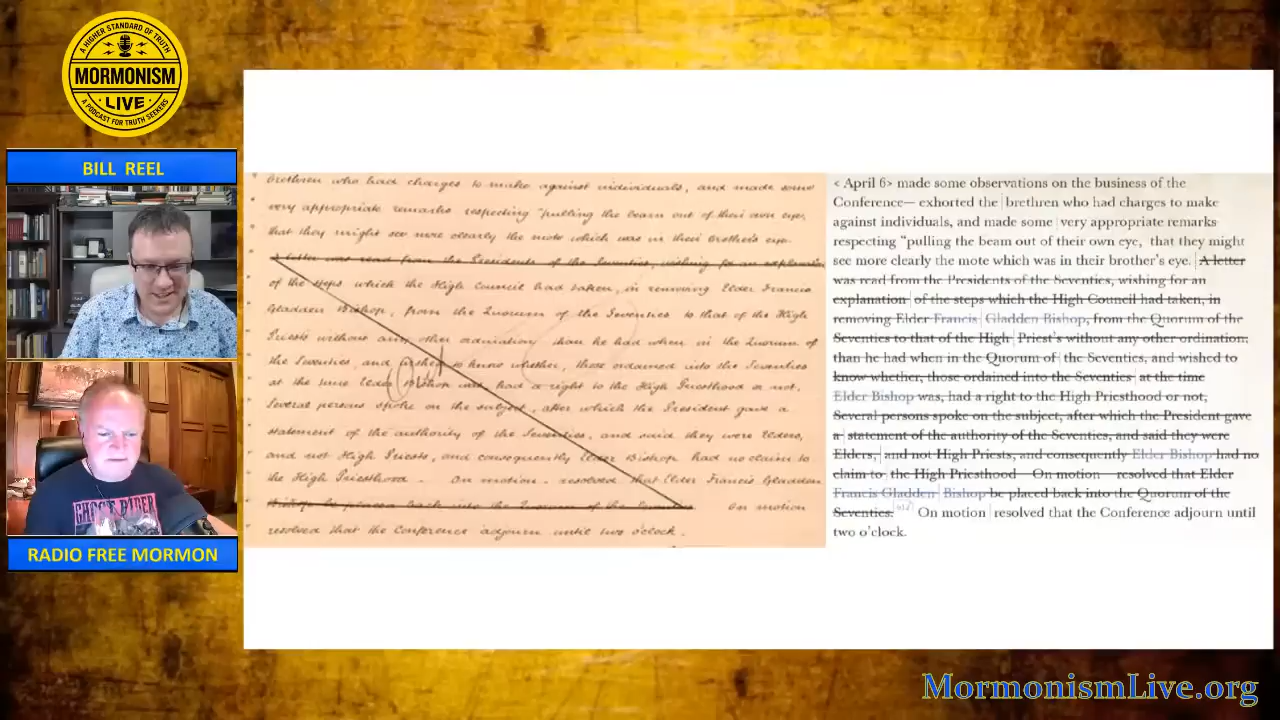 A HIGHER STANDARD OF TRUTH
MORMONISM
LIVE
A PODCAST FOR TRUTH SEEKERS
BILL REEL
GHOST RIDER
RADIO FREE MORMON
brethren who had charges to make against individuals, and made some
very appropriate remarks respecting "pulling the beam out of their own eye,
that they might see more clearly the mote which was in their brother's eye.
A letter was read from the Presidents of the Seventies, wishing for an explanation
of the steps which the High Council had taken, in removing Elder Francis
Gladden Bishop, from the Quorum of the Seventies to that of the High
Priests without any other ordination, than he had when in the Quorum of
the Seventies, and wished to know whether, those ordained into the Seventies
at the time Elder Bishop was, had a right to the High Priesthood or not.
Several persons spoke on the subject, after which the President gave a
statement of the authority of the Seventies, and said they were Elders,
and not High Priests, and consequently Elder Bishop had no claim to
the High Priesthood. On motion. resolved that Elder Francis Gladden
Bishop be placed back into the Quorum of the Seventies. On motion
resolved that the Conference adjourn until two o'clock.
< April 6> made some observations on the business of the
Conference— exhorted the | brethren who had charges to make
against individuals, and made some | very appropriate remarks
respecting “pulling the beam out of their own eye, that they might
see more clearly the mote which was in their brother’s eye. A letter
was read from the Presidents of the Seventies, wishing for an
explanation | of the steps which the High Council had taken, in
removing Elder Francis | Gladden Bishop, from the Quorum of the
Seventies to that of the High | Priest's without any other ordination;
than he had when in the Quorum of | the Seventies, and wished to
know whether, those ordained into the Seventies | at the time
Elder Bishop was, had a right to the High Priesthood or not,
Several persons spoke on the subject, after which the President gave
a | statement of the authority of the Seventies, and said they were
Elders, | and not High Priests, and consequently Elder Bishop had no
claim to | the High Priesthood— On motion— resolved that Elder
Francis Gladden | Bishop be placed back into the Quorum of the
Seventies. On motion | resolved that the Conference adjourn until
two o’clock.
MormonismLive.org